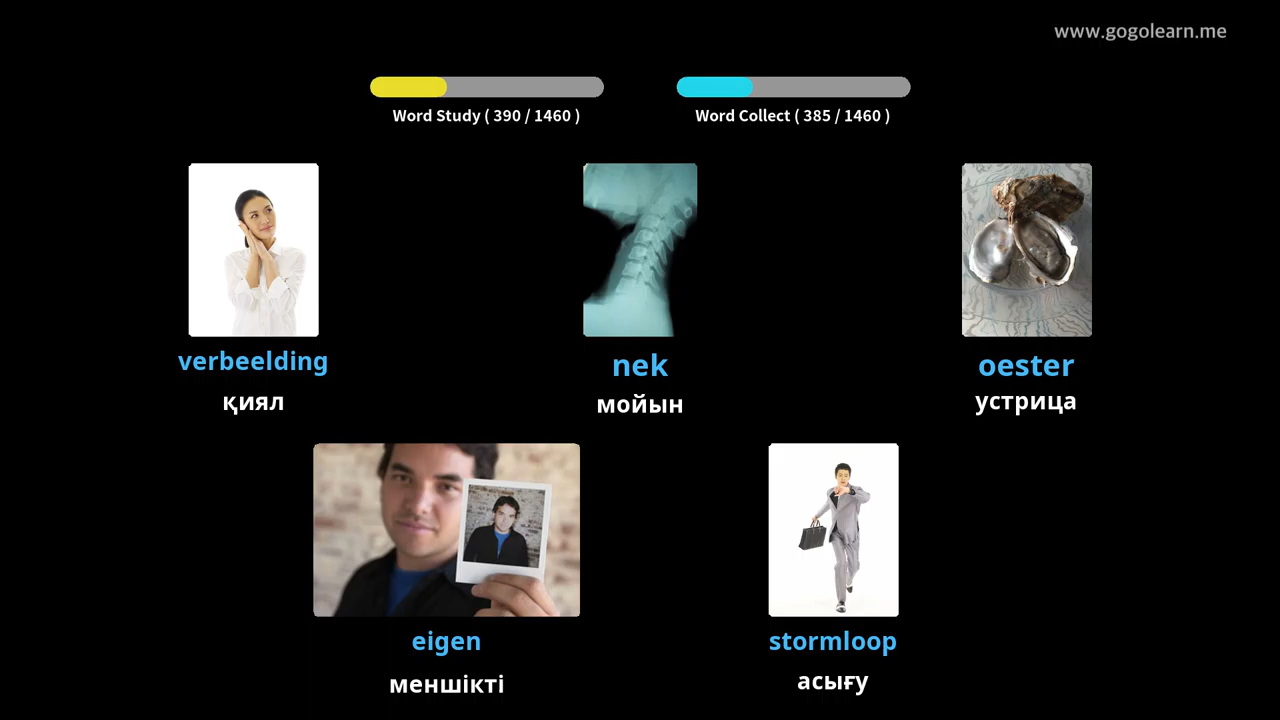 www.gogolearn.me
Word Study ( 390 / 1460 )
Word Collect ( 385 / 1460 )
verbeelding
қиял
nek
мойын
oester
устрица
eigen
меншікті
stormloop
асығу